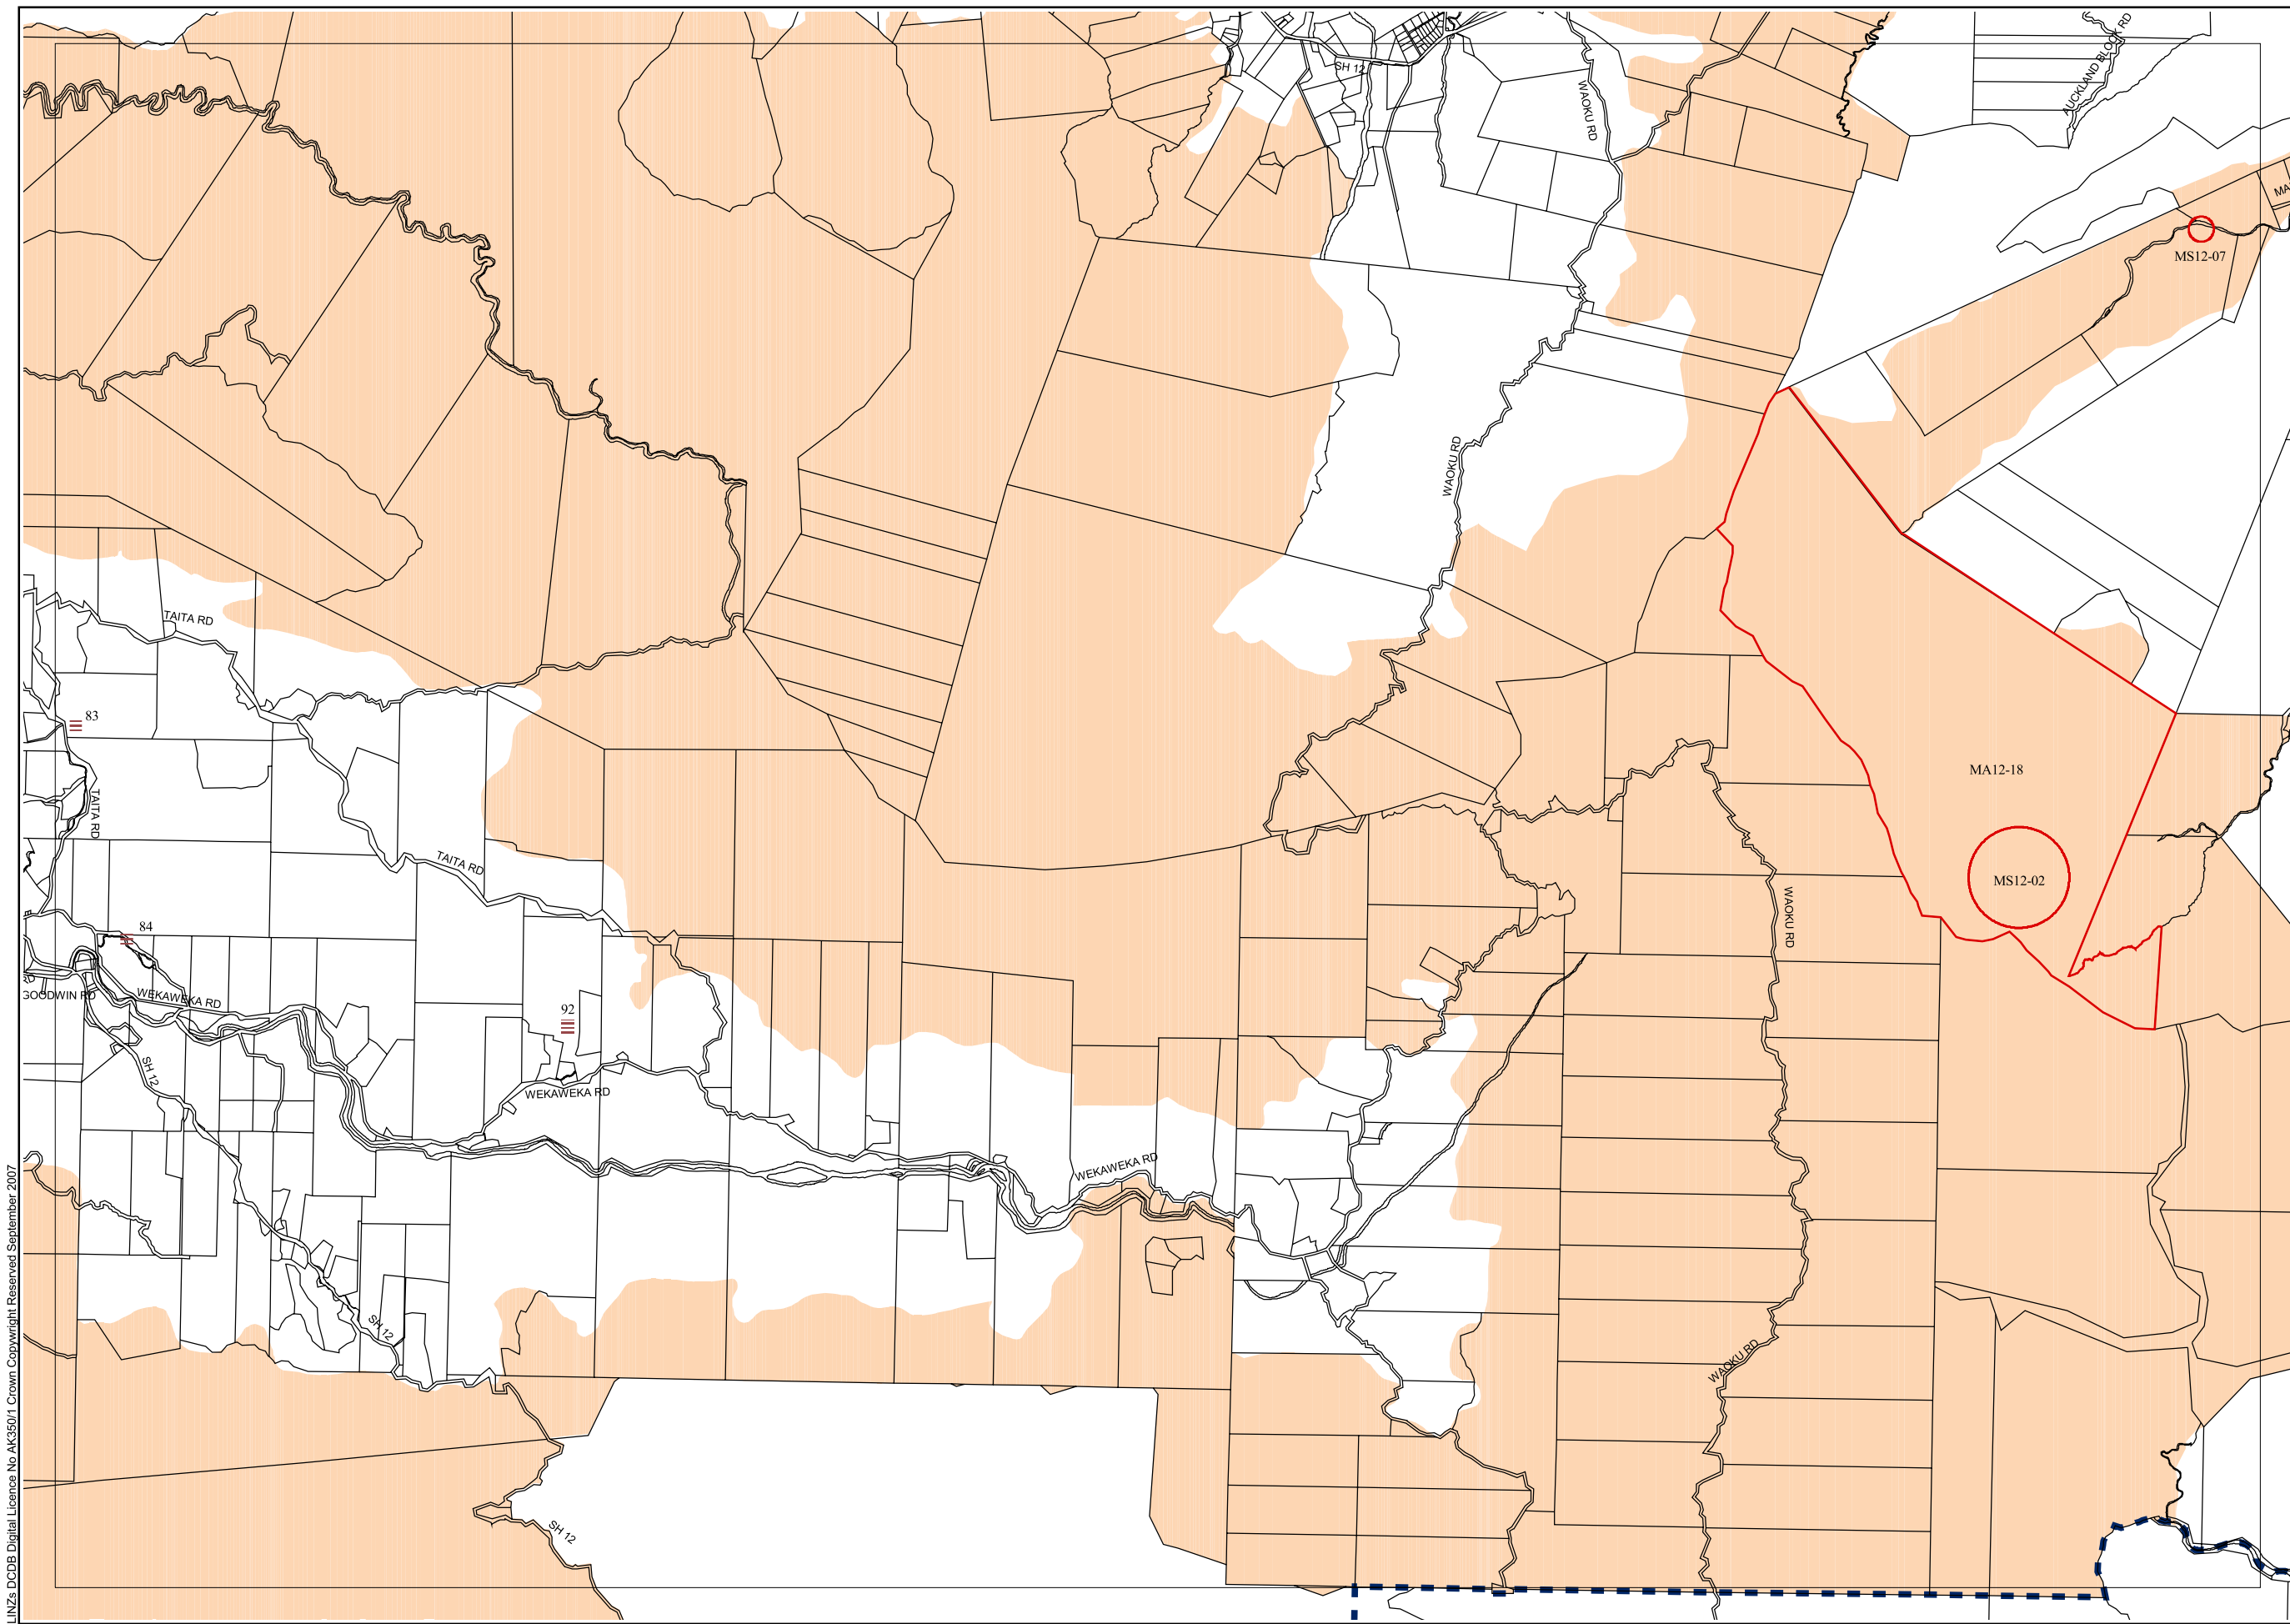 SH 12
WAOKU RD
AUCKLAND BLOCK RD
MA
MS12-07
WAOKU RD
TAITA RD
83
TAITA RD
MA12-18
TAITA RD
MS12-02
WAOKU RD
84
GOODWIN RD
WEKAWEKA RD
92
SH 12
WEKAWEKA RD
WEKAWEKA RD
SH 12
WAOKU RD
SH 12
LINZs DCDB Digital Licence No AK350/1 Crown Copywright Reserved September 2007